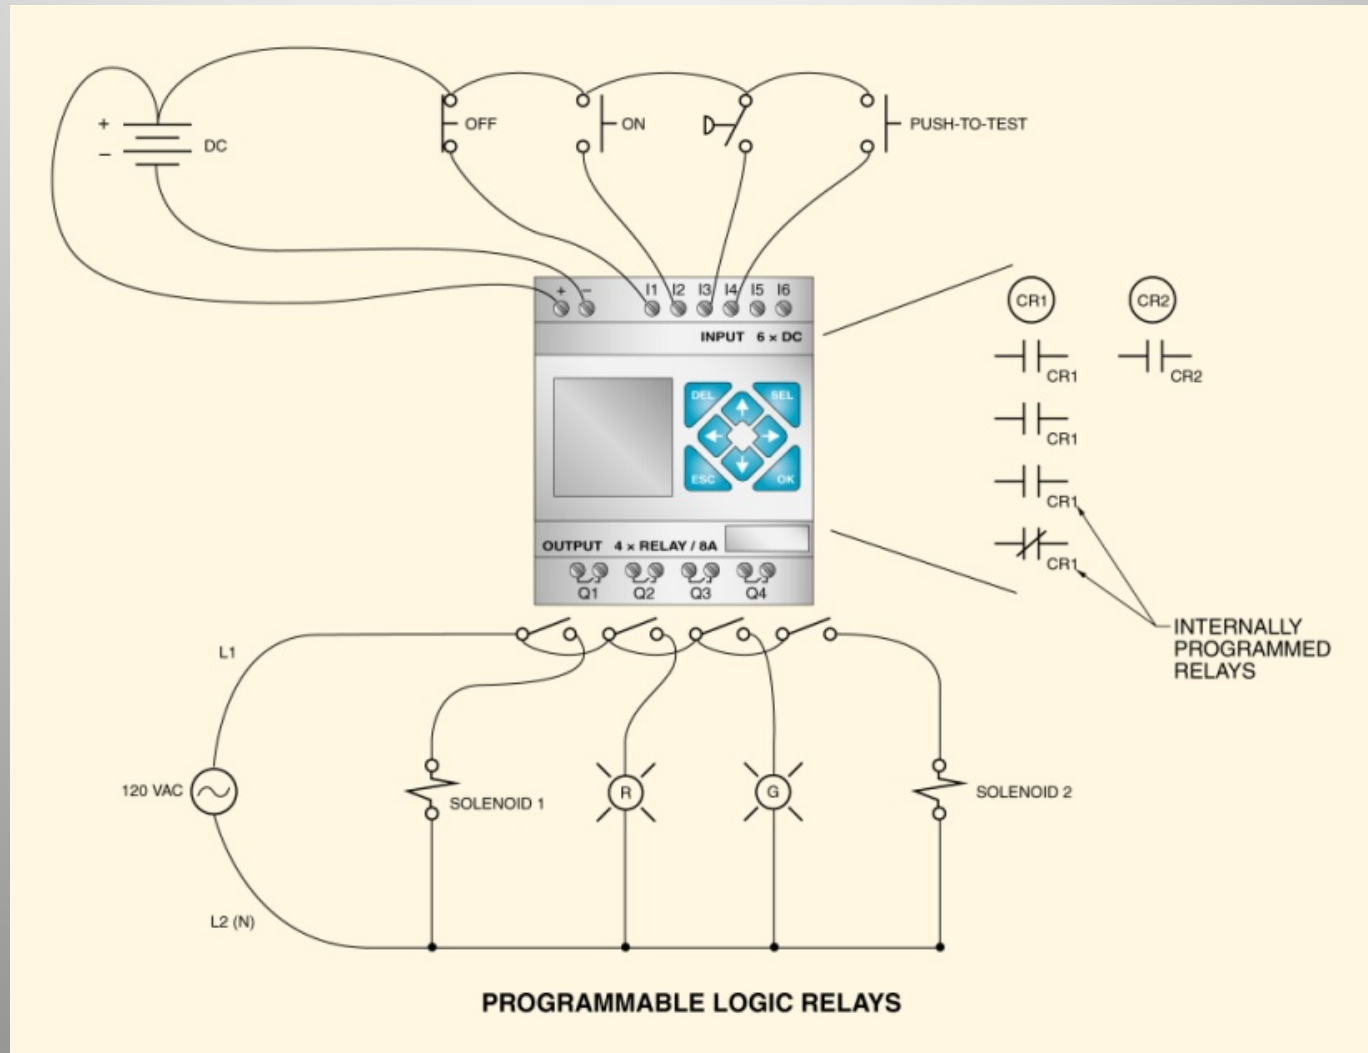 +
−
DC
OFF
ON
PUSH-TO-TEST
+ − I1 I2 I3 I4 I5 I6
INPUT 6 × DC
DEL SEL
ESC OK
OUTPUT 4 × RELAY / 8A
Q1 Q2 Q3 Q4
CR1 CR2
CR1 CR2
CR1
CR1
CR1
INTERNALLY
PROGRAMMED
RELAYS
L1
120 VAC
SOLENOID 1
R
G
SOLENOID 2
L2 (N)
PROGRAMMABLE LOGIC RELAYS